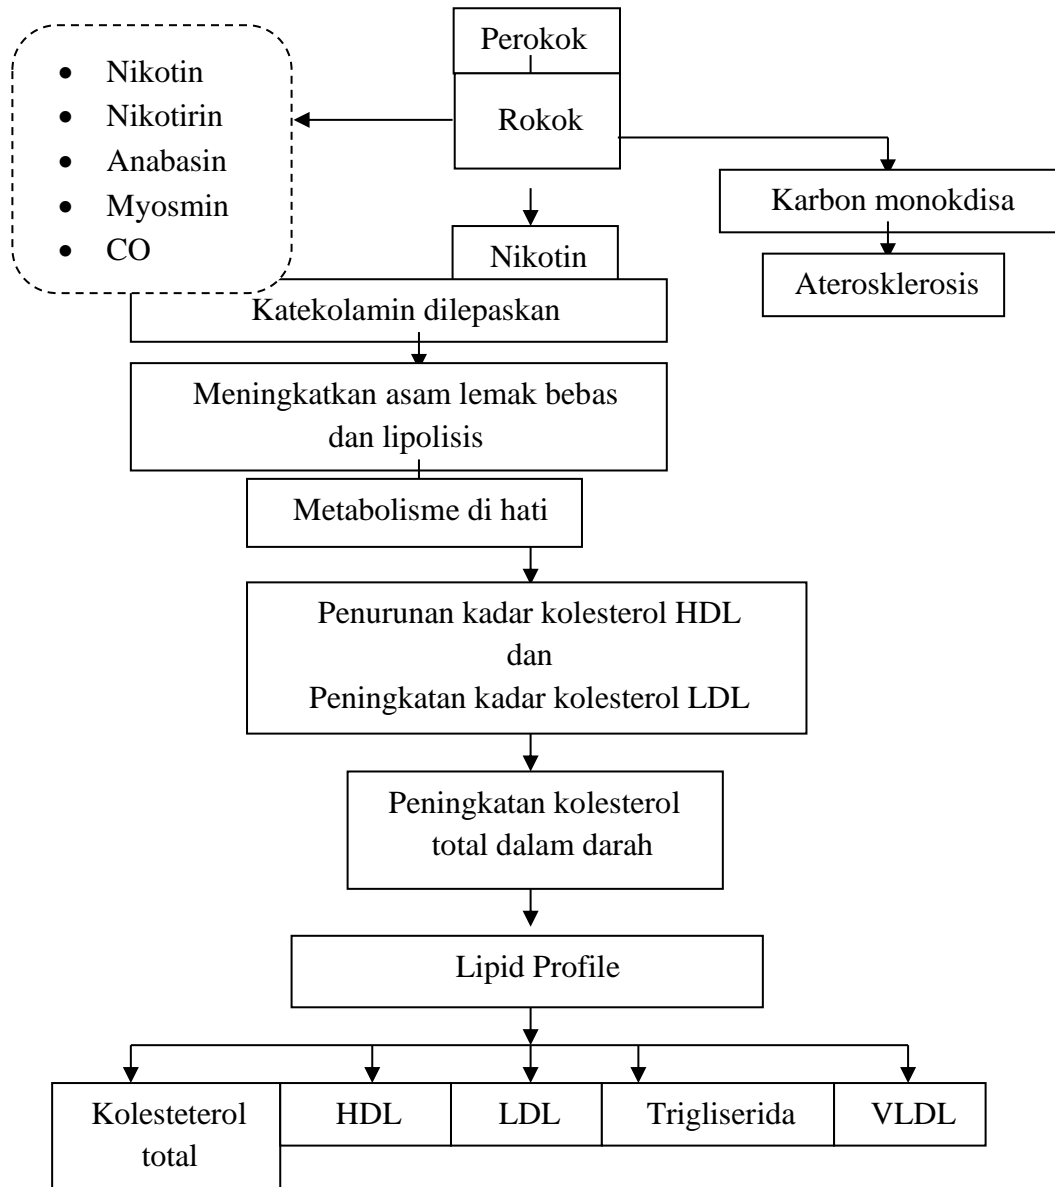 Perokok
Rokok
• Nikotin
• Nikotirin
• Anabasin
• Myosmin
• CO
Karbon monokdisa
Aterosklerosis
Nikotin
Katekolamin dilepaskan
Meningkatkan asam lemak bebas
dan lipolisis
Metabolisme di hati
Penurunan kadar kolesterol HDL
dan
Peningkatan kadar kolesterol LDL
Peningkatan kolesterol
total dalam darah
Lipid Profile
Kolesteterol
total
HDL
LDL
Trigliserida
VLDL